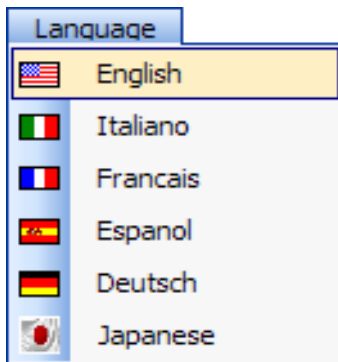 Language
English
Italiano
Francais
Espanol
Deutsch
Japanese